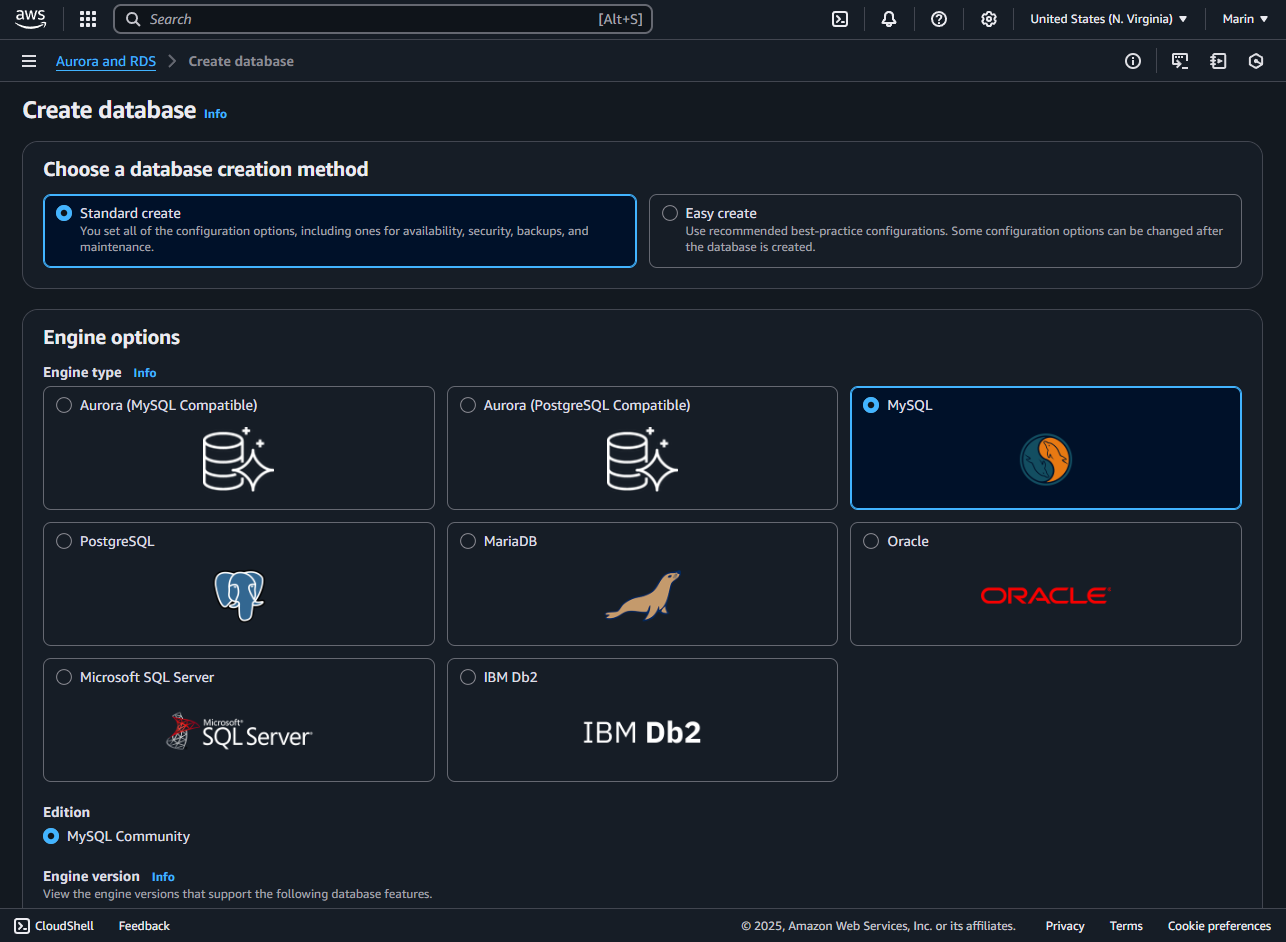 aws
Search
[Alt+S]
United States (N. Virginia)
Marin
Aurora and RDS
Create database
Create database
Info
Choose a database creation method
Standard create
You set all of the configuration options, including ones for availability, security, backups, and
maintenance.
Easy create
Use recommended best-practice configurations. Some configuration options can be changed after
the database is created.
Engine options
Engine type
Info
Aurora (MySQL Compatible)
Aurora (PostgreSQL Compatible)
MySQL
PostgreSQL
MariaDB
Oracle
ORACLE
Microsoft SQL Server
Microsoft
SQL Server
IBM Db2
IBM Db2
Edition
MySQL Community
Engine version
Info
View the engine versions that support the following database features.
CloudShell
Feedback
© 2025, Amazon Web Services, Inc. or its affiliates.
Privacy
Terms
Cookie preferences